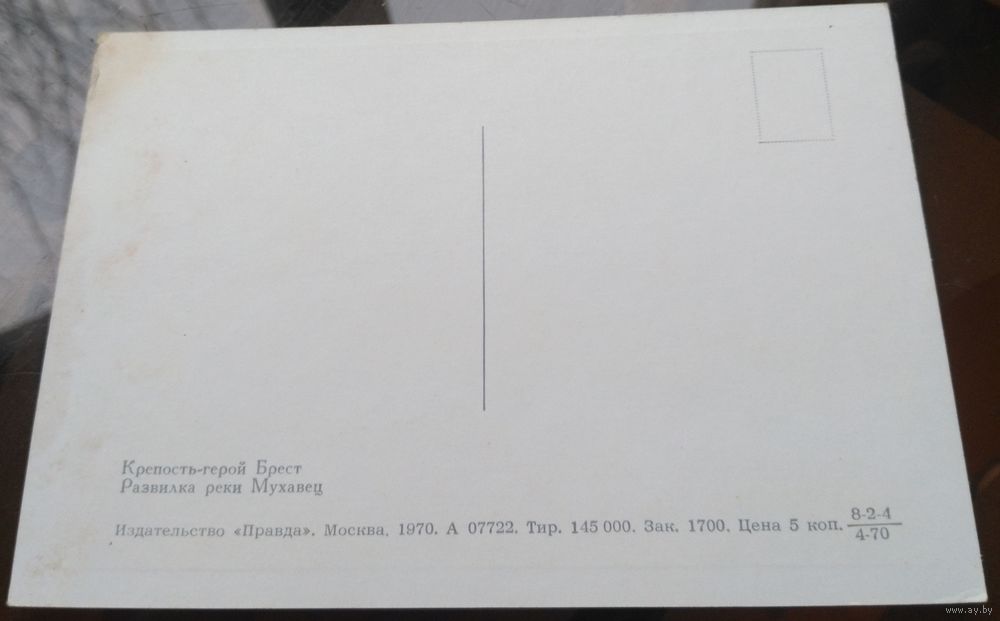 Крепость-герой Брест
Развилка реки Мухавец
Издательство «Правда». Москва, 1970. А 07722. Тир. 145 000. Зак. 1700. Цена 5 коп. 8-2-4
4-70
www.ay.by